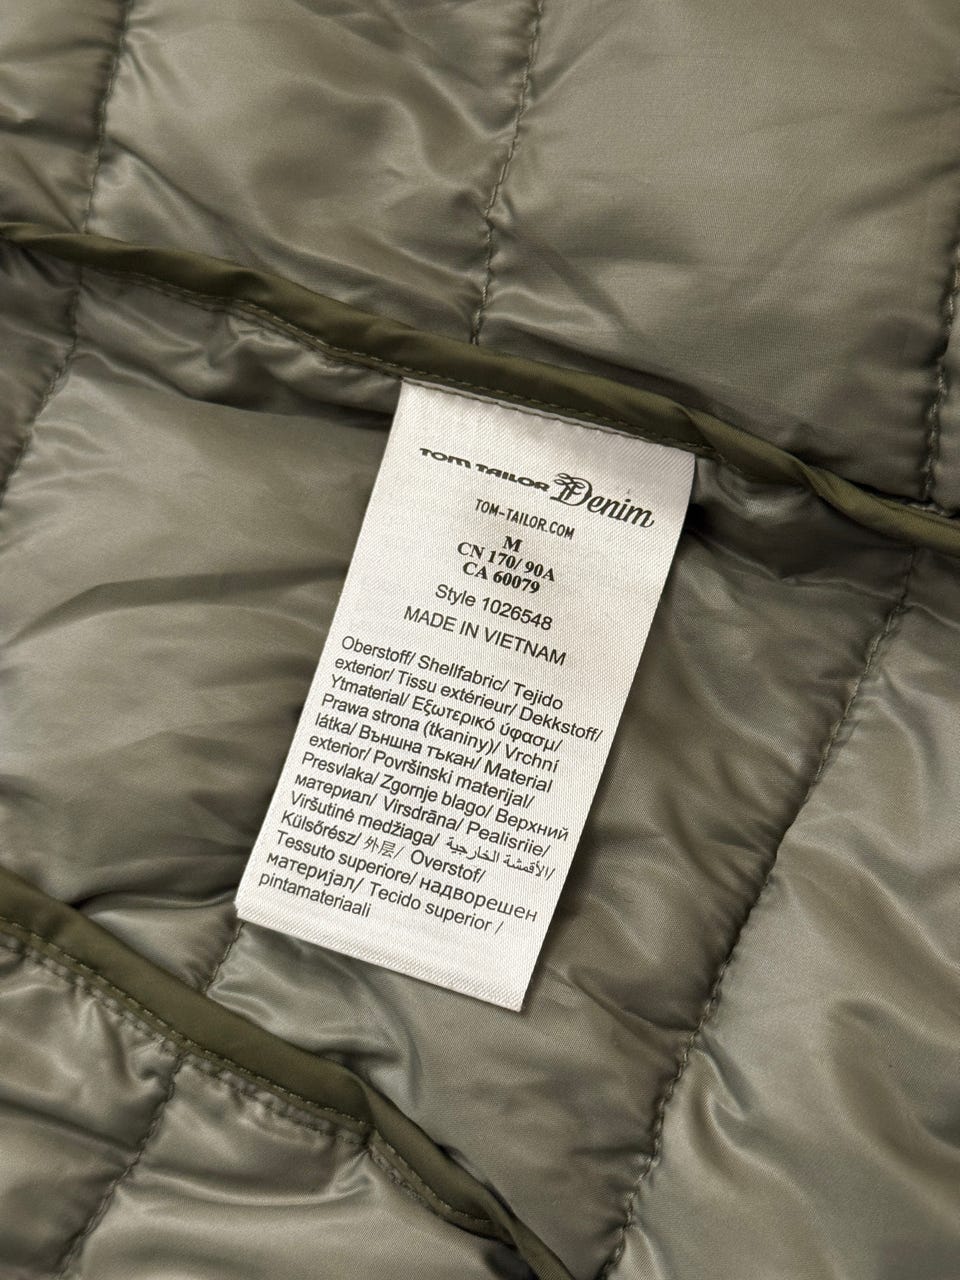 TOM TAILOR Denim
TOM-TAILOR.COM
M
CN 170/ 90A
CA 60079
Style 1026548
MADE IN VIETNAM
Oberstoff/ Shellfabric/ Tejido
exterior/ Tissu extérieur/ Dekkstoff/
Ytmaterial/ Εξωτερικό ύφασμ/
Prawa strona (tkaniny)/ Vrchní
látka/ Външна тъкан/ Material
exterior/ Površinski materijal/
Presvlaka/ Zgornje blago/ Верхний
материал/ Virsdrāna/ Pealisriie/
Viršutinė medžiaga/ الأقمشة الخارجية/
Külsőrész/ 外层/ Overstof/
Tessuto superiore/ надворешен
материјал/ Tecido superior /
pintamateriaali